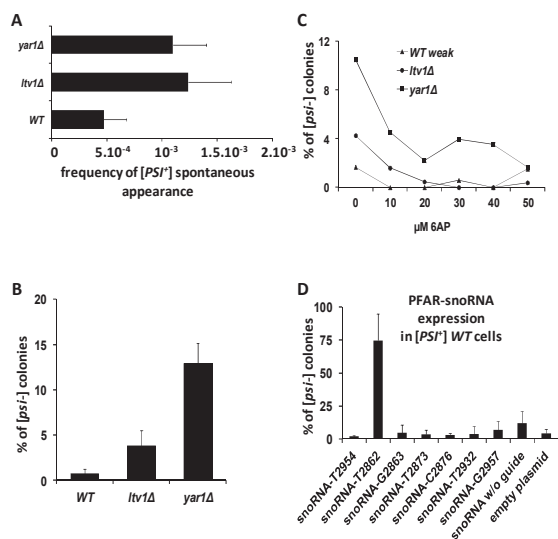 A
yar1Δ
ltv1Δ
WT
0 5.10⁻⁴ 10⁻³ 1.5.10⁻³ 2.10⁻³
frequency of [PSI⁺] spontaneous
appearance
C
% of [psi-] colonies
12
8
4
0
WT weak
ltv1Δ
yar1Δ
0 10 20 30 40 50
µM 6AP
B
% of [psi-] colonies
20
15
10
5
0
WT ltv1Δ yar1Δ
D
PFAR-snoRNA
expression
in [PSI⁺] WT cells
% of [psi-] colonies
100
75
50
25
0
snoRNA-T2954
snoRNA-T2862
snoRNA-G2863
snoRNA-T2873
snoRNA-C2876
snoRNA-T2932
snoRNA-G2957
snoRNA w/o guide
empty plasmid